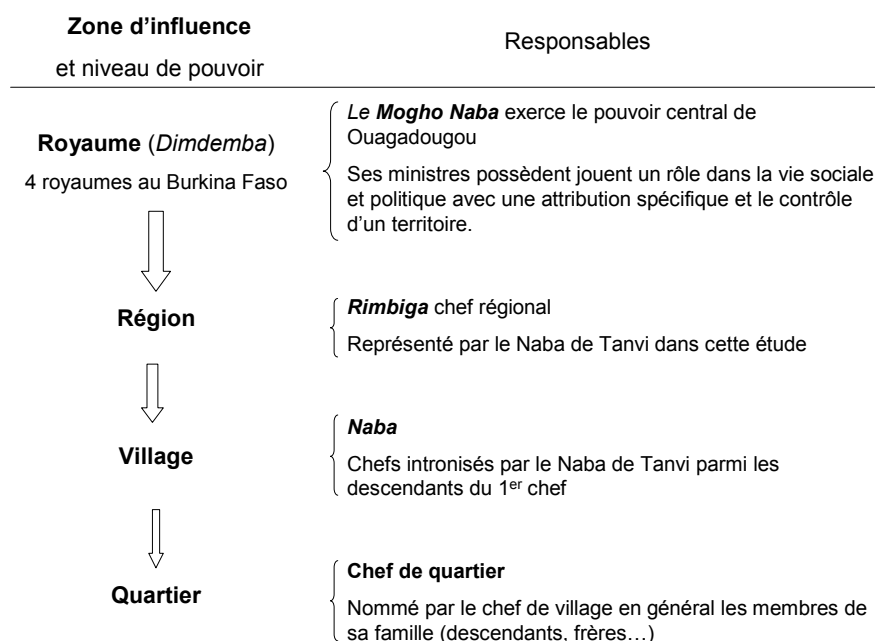 Zone d'influence
et niveau de pouvoir
Responsables
Royaume (Dimdemba)
4 royaumes au Burkina Faso
Le Mogho Naba exerce le pouvoir central de
Ouagadougou
Ses ministres possèdent jouent un rôle dans la vie sociale
et politique avec une attribution spécifique et le contrôle
d'un territoire.
Région
Rimbiga chef régional
Représenté par le Naba de Tanvi dans cette étude
Village
Naba
Chefs intronisés par le Naba de Tanvi parmi les
descendants du 1er chef
Quartier
Chef de quartier
Nommé par le chef de village en général les membres de
sa famille (descendants, frères…)